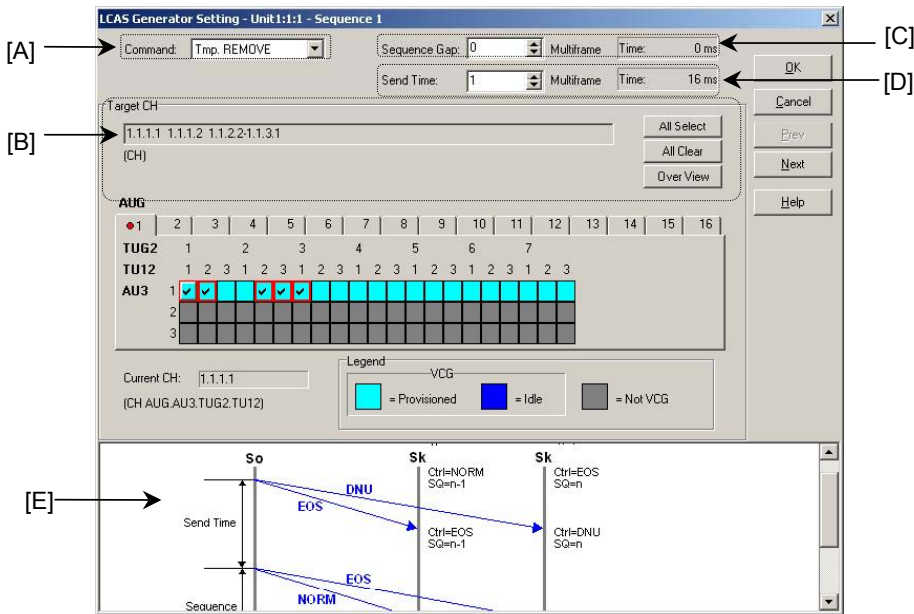 LCAS Generator Setting - Unit1:1:1 - Sequence 1
[A]
Command: Tmp. REMOVE
Sequence Gap: 0 Multiframe Time: 0 ms
[C]
Send Time: 1 Multiframe Time: 16 ms
[D]
OK
Cancel
Prev
Next
Help
Target CH
[B]
1.1.1.1 1.1.1.2 1.1.2.2-1.1.3.1
(CH)
All Select
All Clear
Over View
AUG
1 2 3 4 5 6 7 8 9 10 11 12 13 14 15 16
TUG2 1 2 3 4 5 6 7
TU12 1 2 3 1 2 3 1 2 3 1 2 3 1 2 3 1 2 3 1 2 3
AU3 1
2
3
Current CH: 1.1.1.1
(CH AUG.AU3.TUG2.TU12)
Legend
VCG
= Provisioned = Idle = Not VCG
[E]
So Sk Sk
Ctrl=NORM
SQ=n-1
Ctrl=EOS
SQ=n
DNU
EOS
Send Time
Ctrl=EOS
SQ=n-1
Ctrl=DNU
SQ=n
EOS
NORM
Sequence